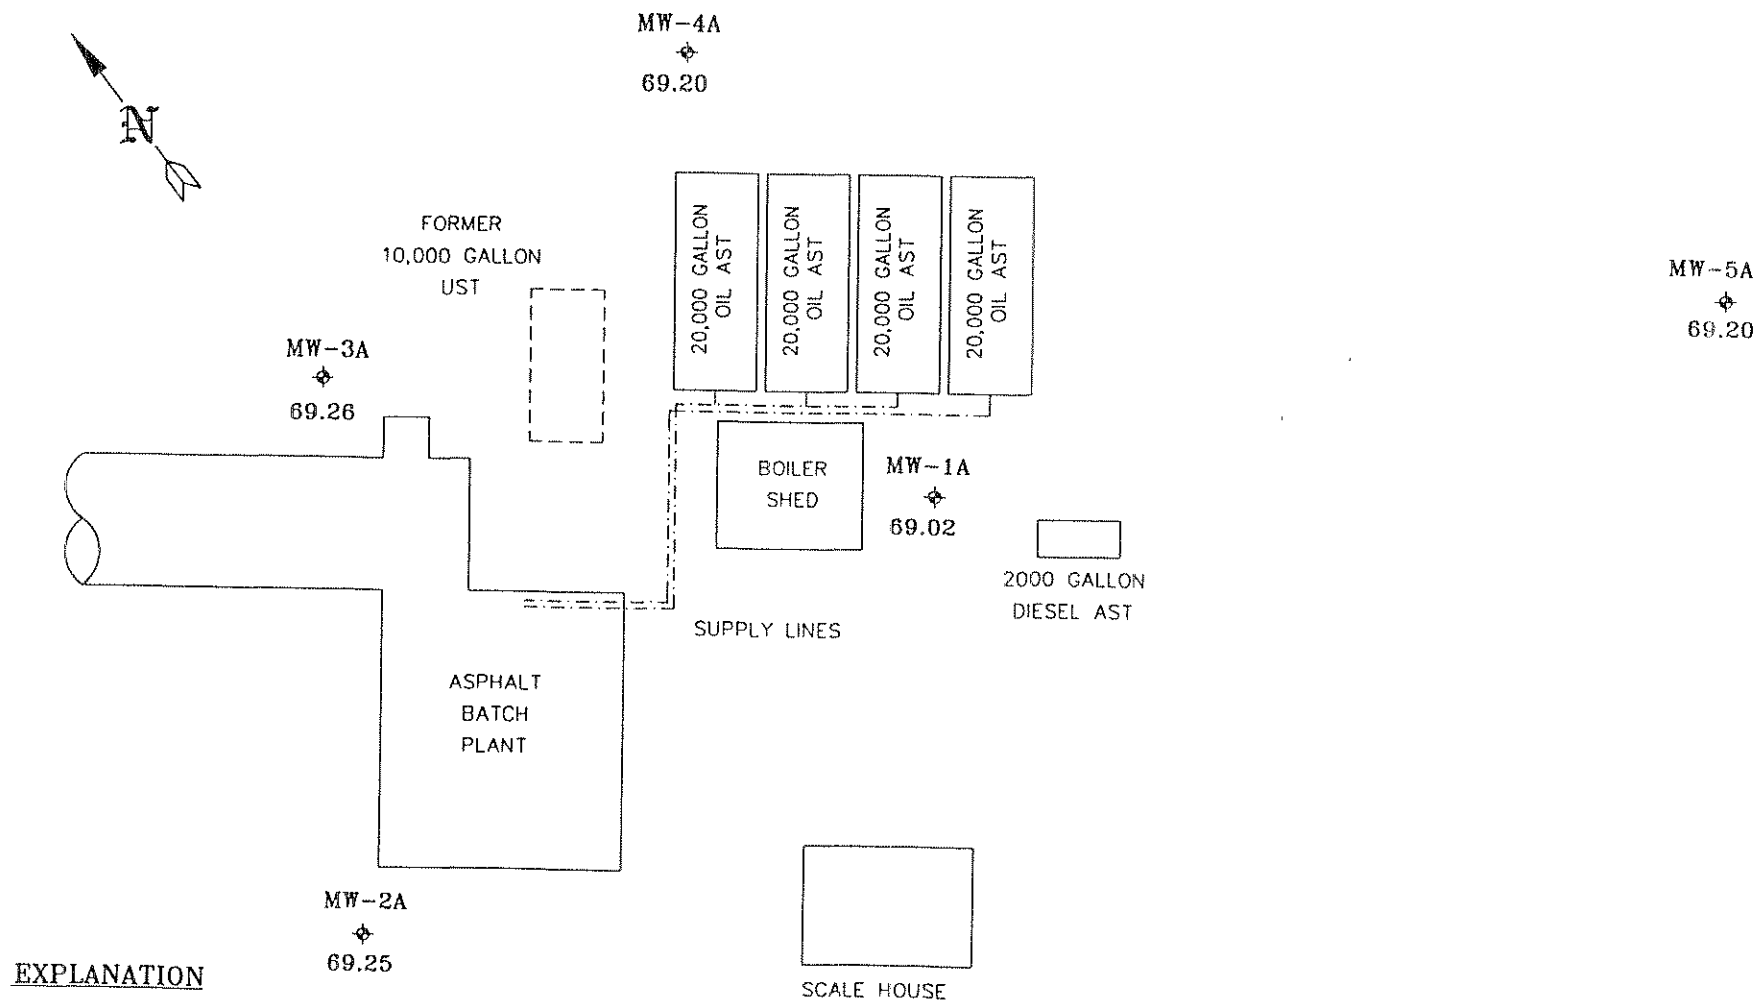 MW-4A
69.20
N
FORMER
10,000 GALLON
UST
20,000 GALLON
OIL AST
20,000 GALLON
OIL AST
20,000 GALLON
OIL AST
20,000 GALLON
OIL AST
MW-5A
69.20
MW-3A
69.26
BOILER
SHED
MW-1A
69.02
2000 GALLON
DIESEL AST
SUPPLY LINES
ASPHALT
BATCH
PLANT
MW-2A
69.25
EXPLANATION
SCALE HOUSE